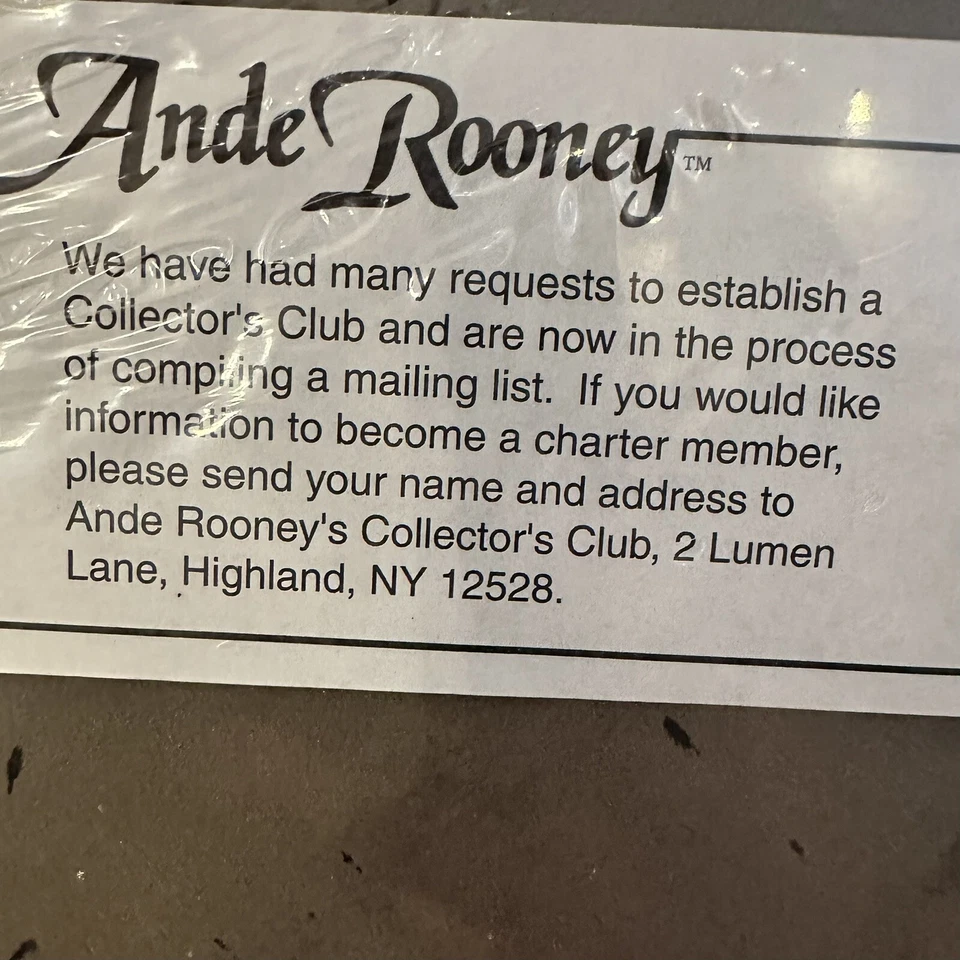 Ande Rooney™
We have had many requests to establish a
Collector's Club and are now in the process
of compiling a mailing list.  If you would like
information to become a charter member,
please send your name and address to
Ande Rooney's Collector's Club, 2 Lumen
Lane, Highland, NY 12528.